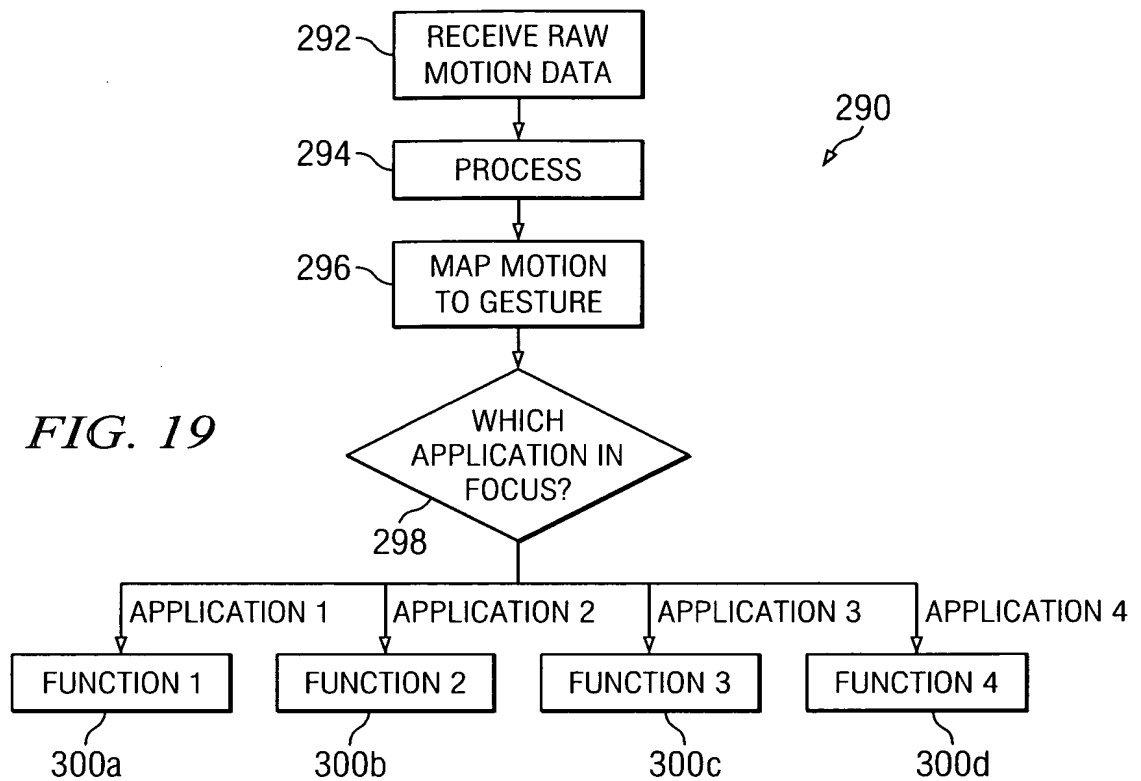 292
RECEIVE RAW
MOTION DATA
290
294
PROCESS
296
MAP MOTION
TO GESTURE
FIG. 19
WHICH
APPLICATION IN
FOCUS?
298
APPLICATION 1
APPLICATION 2
APPLICATION 3
APPLICATION 4
FUNCTION 1
FUNCTION 2
FUNCTION 3
FUNCTION 4
300a
300b
300c
300d